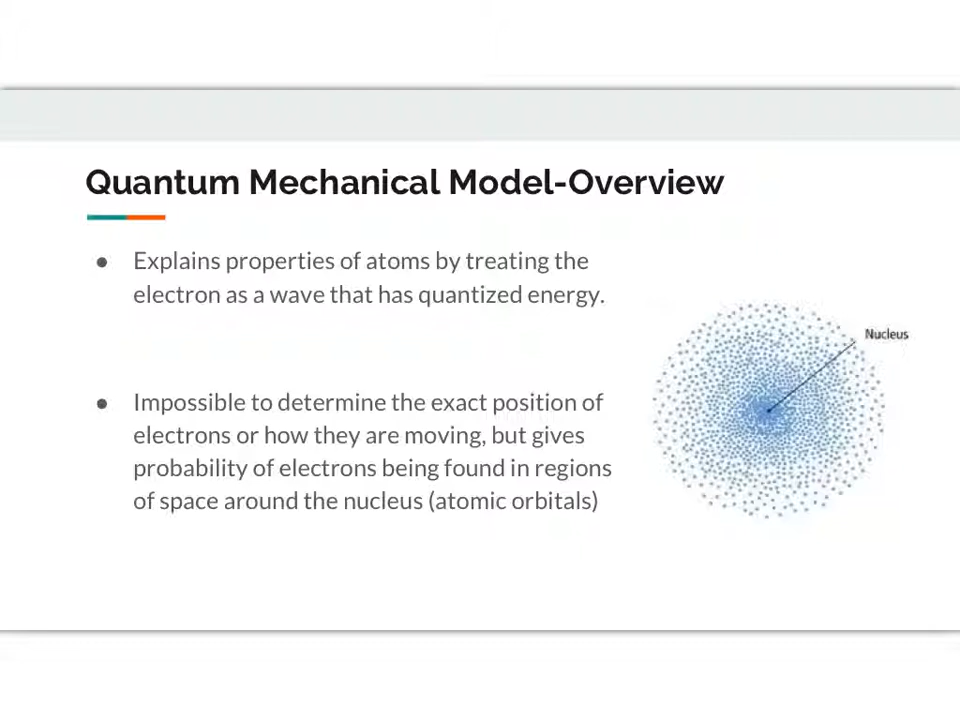 Quantum Mechanical Model-Overview
● Explains properties of atoms by treating the
electron as a wave that has quantized energy.
● Impossible to determine the exact position of
electrons or how they are moving, but gives
probability of electrons being found in regions
of space around the nucleus (atomic orbitals)
Nucleus